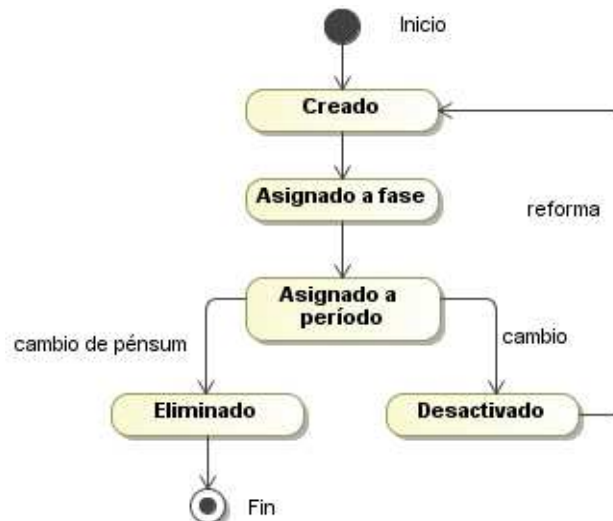 Inicio
Creado
Asignado a fase
reforma
Asignado a
período
cambio de pénsum
cambio
Eliminado
Desactivado
Fin